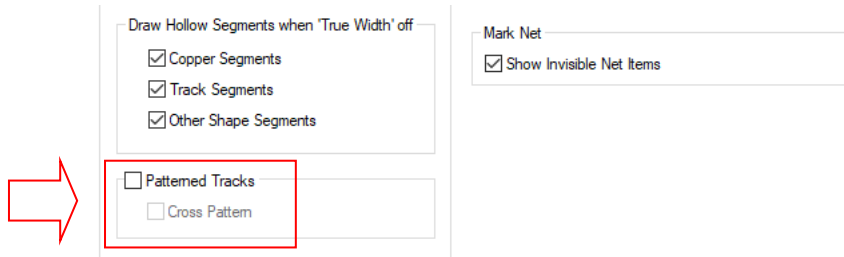 Draw Hollow Segments when 'True Width' off
Copper Segments
Track Segments
Other Shape Segments
Patterned Tracks
Cross Pattern
Mark Net
Show Invisible Net Items